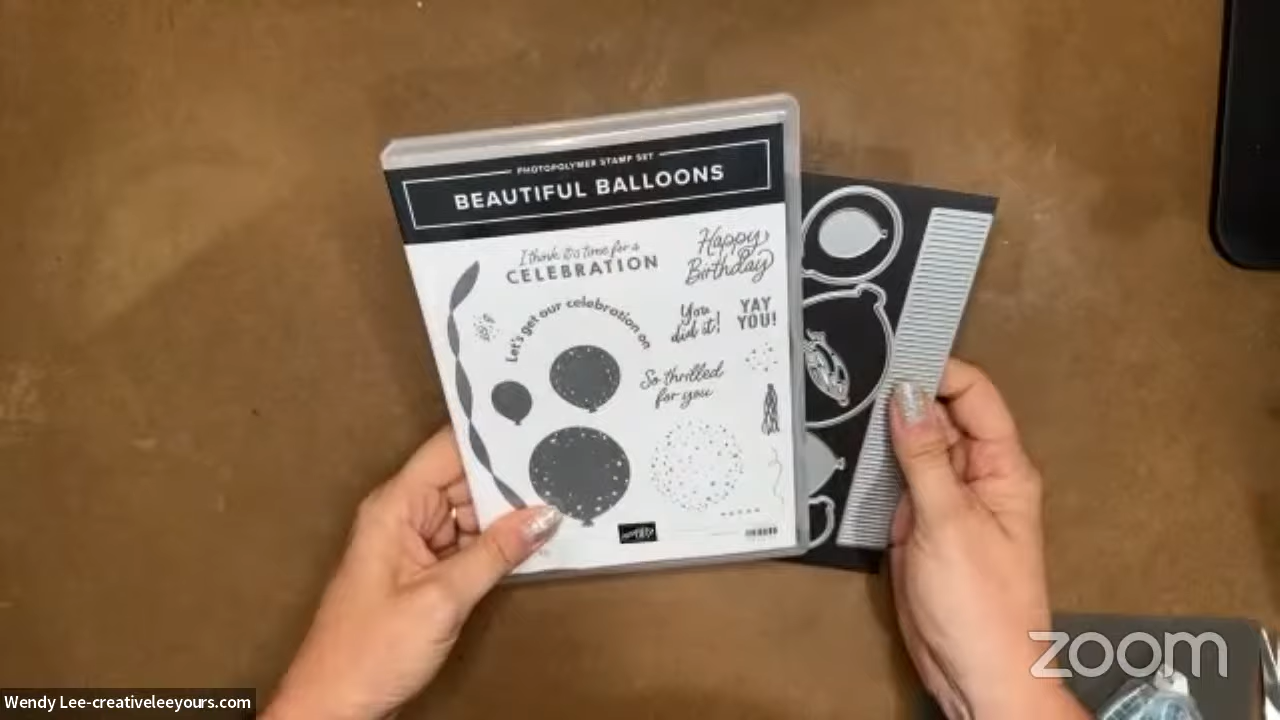 PHOTOPOLYMER STAMP SET
BEAUTIFUL BALLOONS
I think it's time for a
CELEBRATION
Happy
Birthday
Let's get our celebration on
You
did it!
YAY
YOU!
So thrilled
for you
zoom
Wendy Lee-creativeleeyours.com